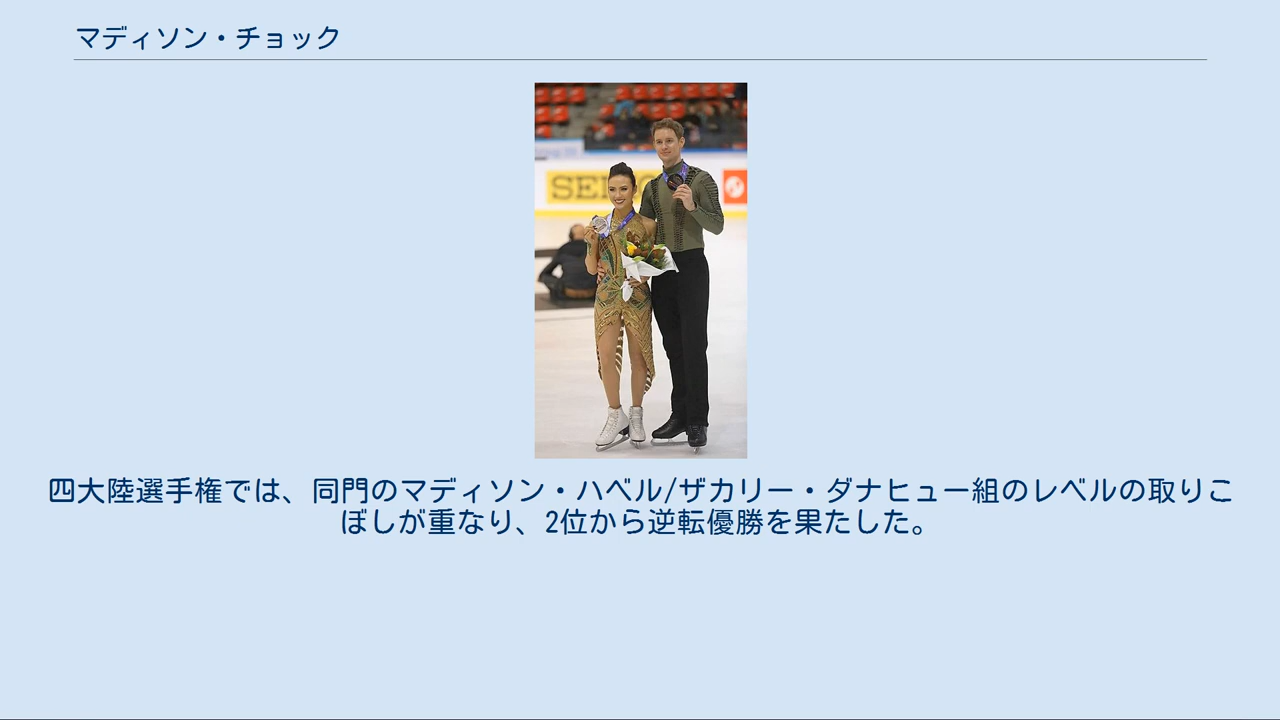 マディソン・チョック
四大陸選手権では、同門のマディソン・ハベル/ザカリー・ダナヒュー組のレベルの取りこ
ぼしが重なり、2位から逆転優勝を果たした。